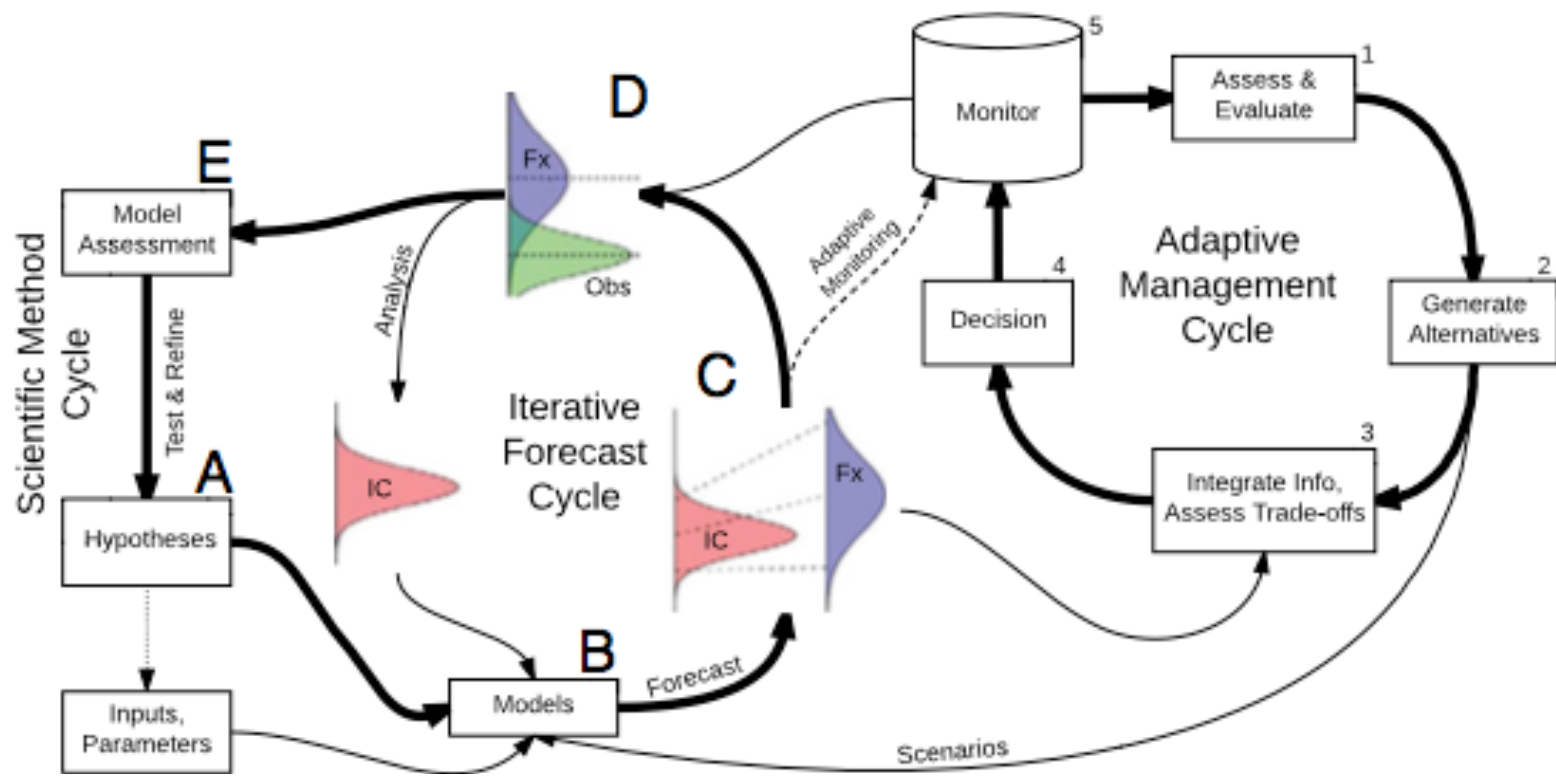 Scientific Method
Cycle
E
Model
Assessment
Test & Refine
A
Hypotheses
Inputs,
Parameters
D
Fx
Obs
Analysis
IC
Iterative
Forecast
Cycle
B
Models
Forecast
C
IC
Fx
Adaptive
Monitoring
5
Monitor
1
Assess &
Evaluate
2
Generate
Alternatives
3
Integrate Info,
Assess Trade-offs
4
Decision
Adaptive
Management
Cycle
Scenarios